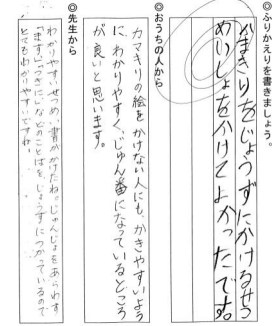 ◎ふりかえりを書きましょう。
かまきりをじょうずにかけるせつ
めいしょをかけてよかったです。
◎おうちの人から
カマキリの絵をかけない人にも、かきやすいよう
に、わかりやすく、じゅん番になっているところ
が良いと思います。
◎先生から
わかりやすいせつめい書がかけたね。じゅんじょをあらわす
「まず」「つぎに」などのことばを、じょうずにつかっているので
とてもわかりやすいですね。